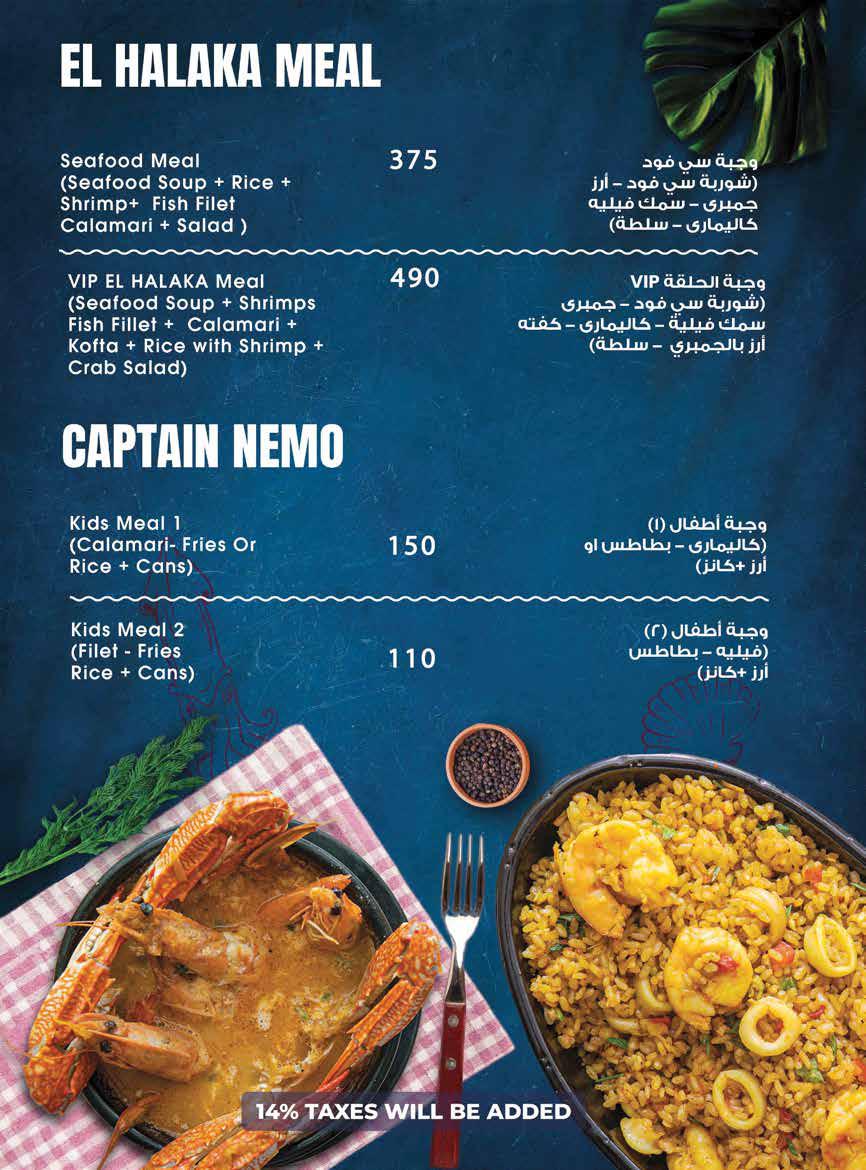 EL HALAKA MEAL
Seafood Meal
(Seafood Soup + Rice +
Shrimp+ Fish Filet
Calamari + Salad )
375
وجبة سي فود
(شوربة سي فود - أرز
جمبرى - سمك فيليه
كاليمارى - سلطة)
VIP EL HALAKA Meal
(Seafood Soup + Shrimps
Fish Fillet + Calamari +
Kofta + Rice with Shrimp +
Crab Salad)
490
وجبة الحلقة VIP
(شوربة سي فود - جمبرى
سمك فيلية - كاليمارى - كفته
أرز بالجمبري - سلطة)
CAPTAIN NEMO
Kids Meal 1
(Calamari- Fries Or
Rice + Cans)
150
وجبة أطفال (١)
(كاليمارى - بطاطس او
أرز +كانز)
Kids Meal 2
(Filet - Fries
Rice + Cans)
110
وجبة أطفال (٢)
(فيليه - بطاطس
أرز +كانز)
14% TAXES WILL BE ADDED